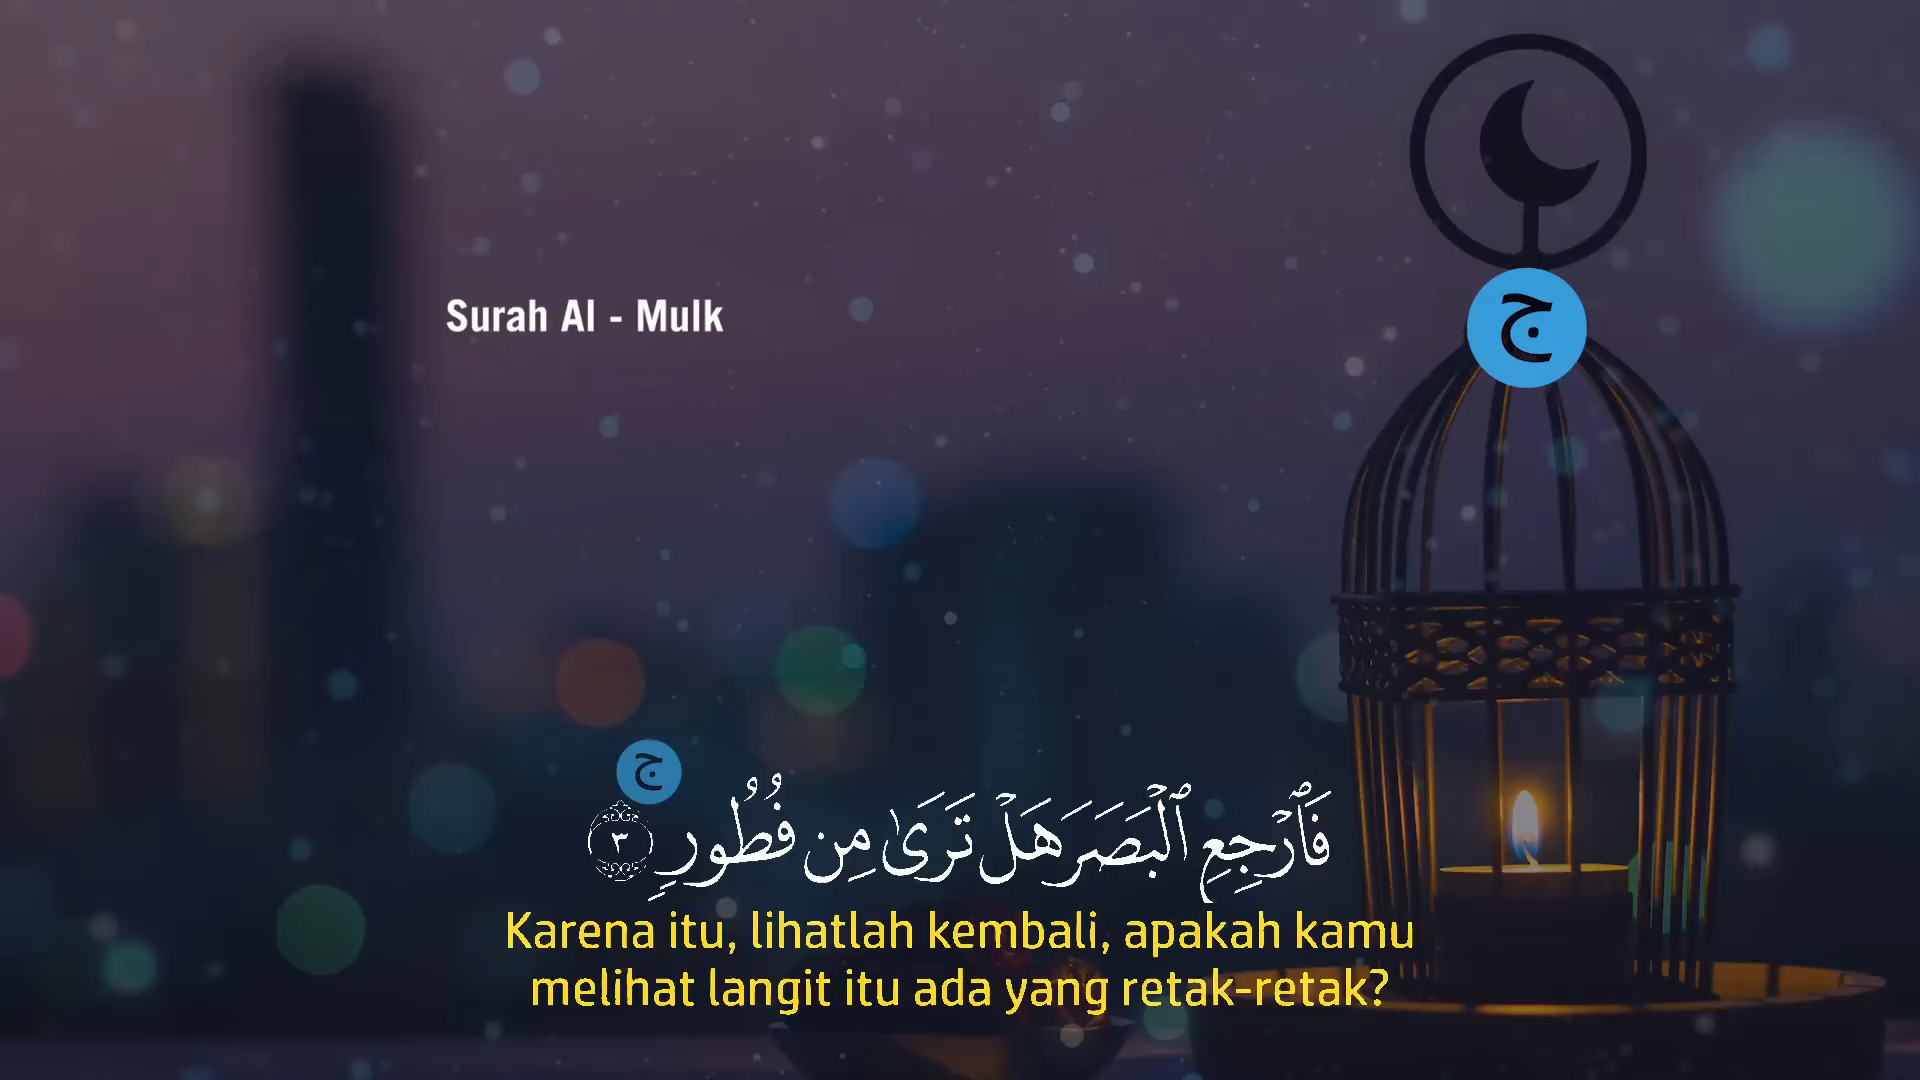 Surah Al - Mulk
ج
ج
فَٱرْجِعِ ٱلْبَصَرَ هَلْ تَرَىٰ مِن فُطُورٍ ٣
Karena itu, lihatlah kembali, apakah kamu
melihat langit itu ada yang retak-retak?